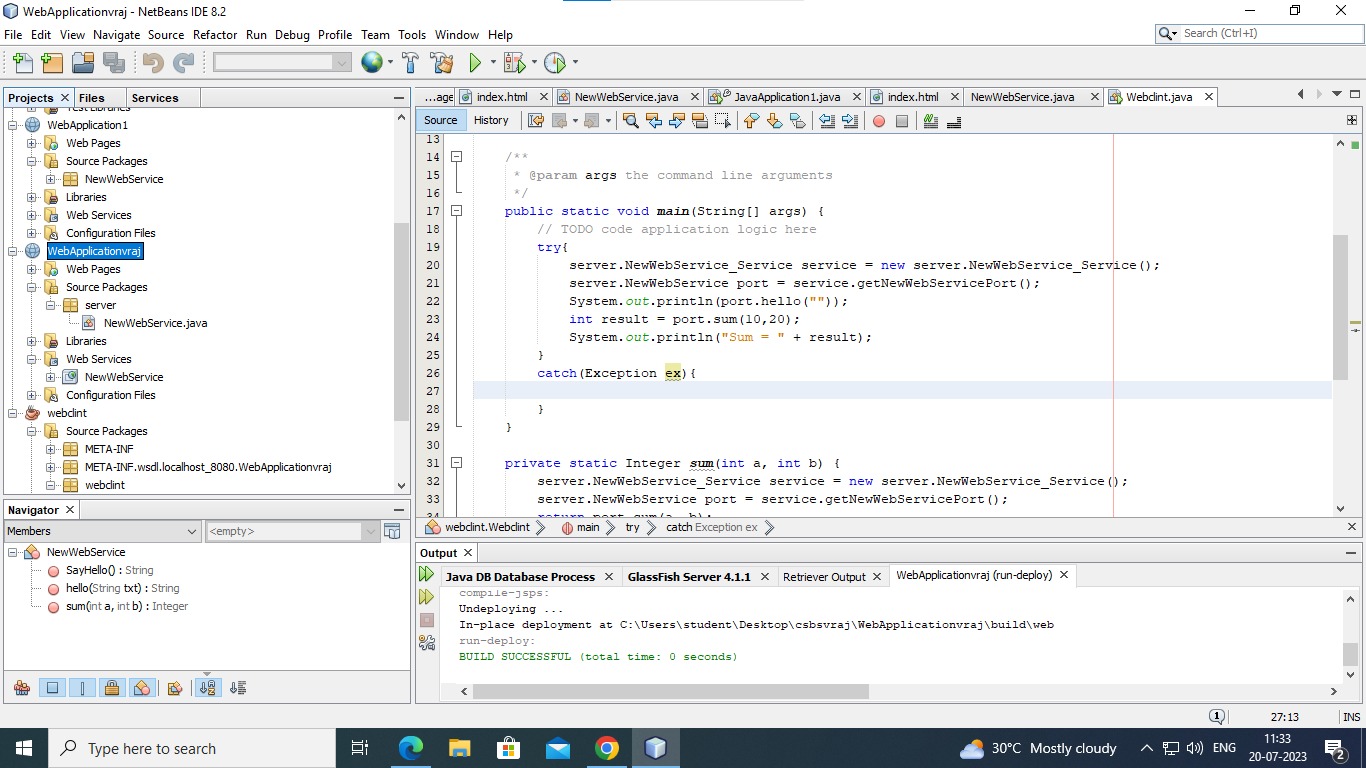 WebApplicationvraj - NetBeans IDE 8.2
File Edit View Navigate Source Refactor Run Debug Profile Team Tools Window Help
Search (Ctrl+I)
Projects Files Services
Test Libraries
WebApplication1
Web Pages
Source Packages
NewWebService
Libraries
Web Services
Configuration Files
WebApplicationvraj
Web Pages
Source Packages
server
NewWebService.java
Libraries
Web Services
NewWebService
Configuration Files
webclint
Source Packages
META-INF
META-INF.wsdl.localhost_8080.WebApplicationvraj
webclint
Navigator
Members <empty>
NewWebService
SayHello() : String
hello(String txt) : String
sum(int a, int b) : Integer
...age index.html NewWebService.java JavaApplication1.java index.html NewWebService.java Webclint.java
Source History
13
14 /**
15 * @param args the command line arguments
16 */
17 public static void main(String[] args) {
18 // TODO code application logic here
19 try{
20 server.NewWebService_Service service = new server.NewWebService_Service();
21 server.NewWebService port = service.getNewWebServicePort();
22 System.out.println(port.hello(""));
23 int result = port.sum(10,20);
24 System.out.println("Sum = " + result);
25 }
26 catch(Exception ex){
27
28 }
29 }
30
31 private static Integer sum(int a, int b) {
32 server.NewWebService_Service service = new server.NewWebService_Service();
33 server.NewWebService port = service.getNewWebServicePort();
34 return port.sum(a, b);
webclint.Webclint main try catch Exception ex
Output
Java DB Database Process GlassFish Server 4.1.1 Retriever Output WebApplicationvraj (run-deploy)
compile-jsps:
Undeploying ...
In-place deployment at C:\Users\student\Desktop\csbsvraj\WebApplicationvraj\build\web
run-deploy:
BUILD SUCCESSFUL (total time: 0 seconds)
1 27:13 INS
Type here to search
30°C Mostly cloudy ENG 11:33
20-07-2023 2